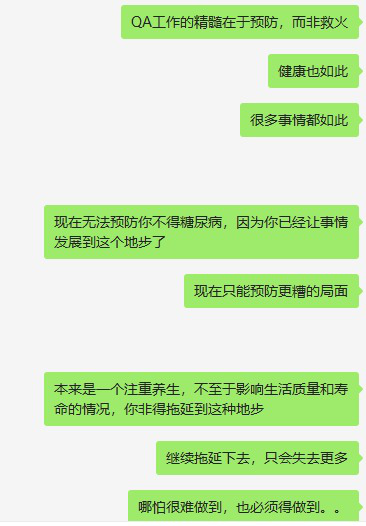 QA工作的精髓在于预防，而非救火
健康也如此
很多事情都如此
现在无法预防你不得糖尿病，因为你已经让事情
发展到这个地步了
现在只能预防更糟的局面
本来是一个注重养生，不至于影响生活质量和寿
命的情况，你非得拖延到这种地步
继续拖延下去，只会失去更多
哪怕很难做到，也必须得做到。。